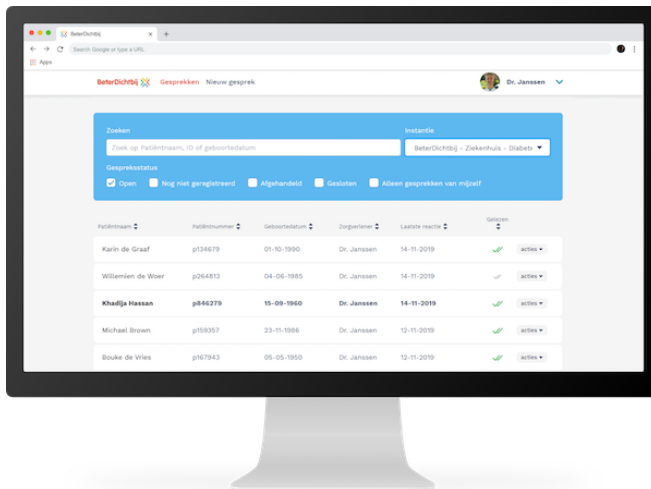 BeterDichtbij
Search Google or type a URL
Apps
BeterDichtbij Gesprekken Nieuw gesprek Dr. Janssen
Zoeken Instantie
Zoek op Patiëntnaam, ID of geboortedatum BeterDichtbij - Ziekenhuis - Diabete
Gespreksstatus
Open Nog niet geregistreerd Afgehandeld Gesloten Alleen gesprekken van mijzelf
Patiëntnaam Patiëntnummer Geboortedatum Zorgverlener Laatste reactie Gelezen
Karin de Graaf p134679 01-10-1990 Dr. Janssen 14-11-2019 acties
Willemien de Boer p264813 04-06-1985 Dr. Janssen 14-11-2019 acties
Khadija Hassan p846279 15-09-1960 Dr. Janssen 14-11-2019 acties
Michael Brown p159357 23-11-1986 Dr. Janssen 12-11-2019 acties
Bouke de Vries p167943 05-05-1950 Dr. Janssen 12-11-2019 acties